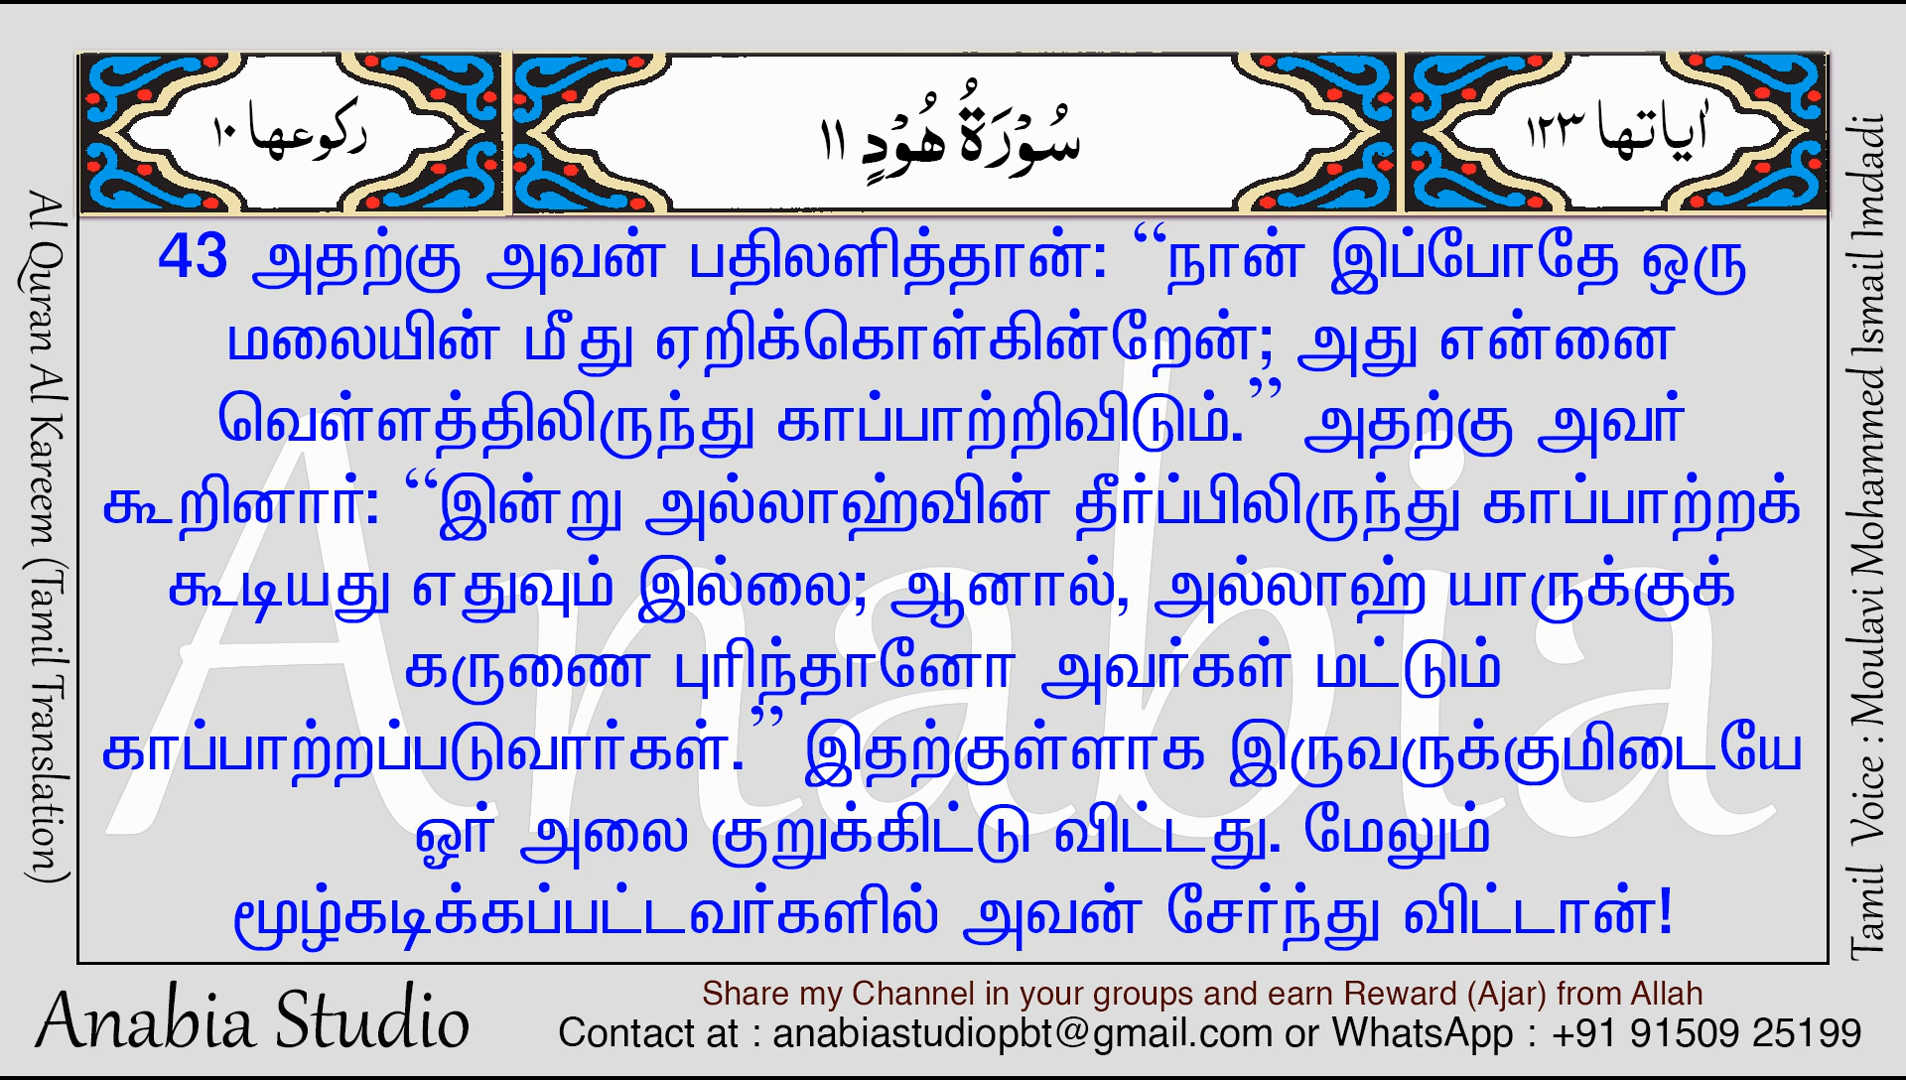 رکوعها ١٠
سُوْرَةُ هُوْدٍ ١١
اٰیاتها ١٢٣
43 அதற்கு அவன் பதிலளித்தான்: “நான் இப்போதே ஒரு
மலையின் மீது ஏறிக்கொள்கின்றேன்; அது என்னை
வெள்ளத்திலிருந்து காப்பாற்றிவிடும்.” அதற்கு அவர்
கூறினார்: “இன்று அல்லாஹ்வின் தீர்ப்பிலிருந்து காப்பாற்றக்
கூடியது எதுவும் இல்லை; ஆனால், அல்லாஹ் யாருக்குக்
கருணை புரிந்தானோ அவர்கள் மட்டும்
காப்பாற்றப்படுவார்கள்.” இதற்குள்ளாக இருவருக்குமிடையே
ஓர் அலை குறுக்கிட்டு விட்டது. மேலும்
மூழ்கடிக்கப்பட்டவர்களில் அவன் சேர்ந்து விட்டான்!
Anabia
Al Quran Al Kareem (Tamil Translation)
Tamil Voice : Moulavi Mohammed Ismail Imdadi
Anabia Studio
Share my Channel in your groups and earn Reward (Ajar) from Allah
Contact at : anabiastudiopbt@gmail.com or WhatsApp : +91 91509 25199